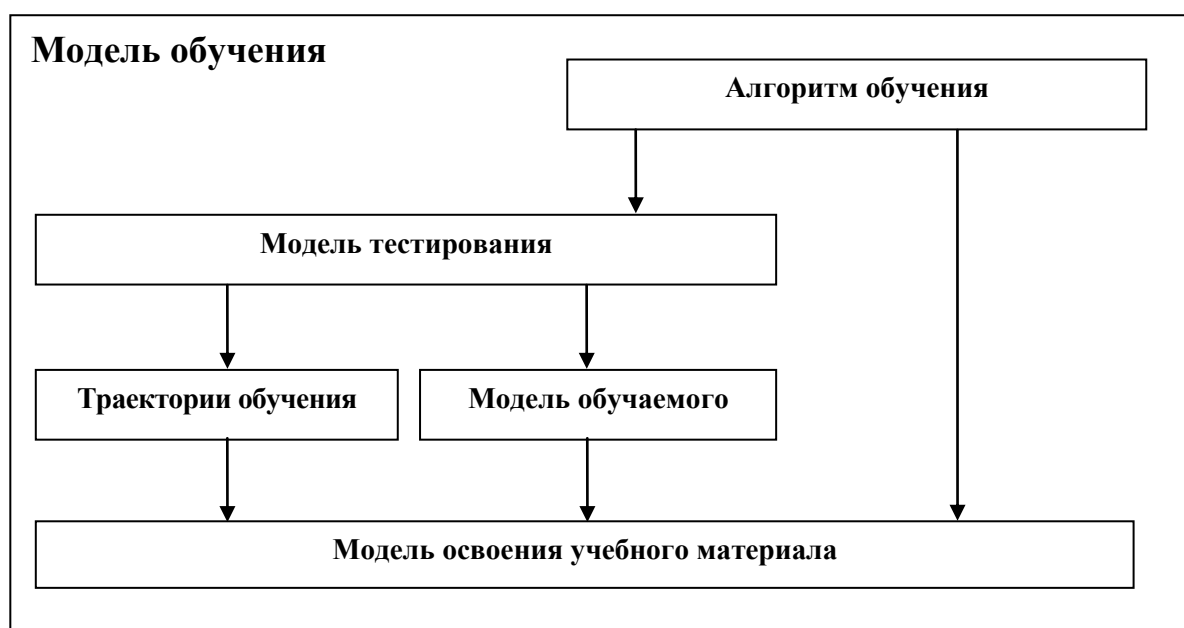 Модель обучения
Алгоритм обучения
Модель тестирования
Траектории обучения
Модель обучаемого
Модель освоения учебного материала